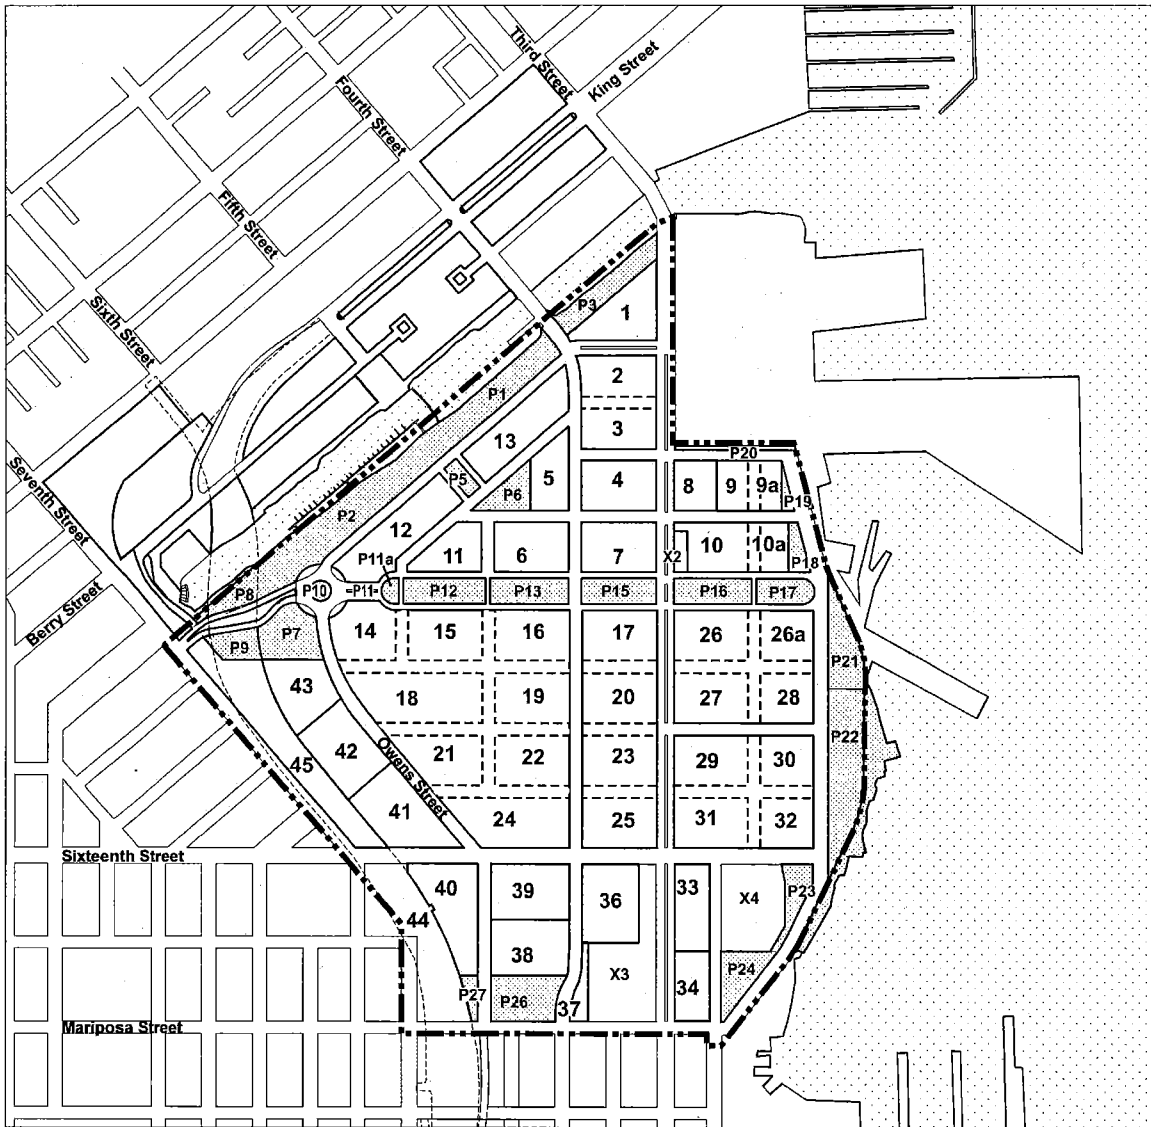 Third Street
King Street
Fourth Street
Fifth Street
Sixth Street
Seventh Street
Berry Street
P3
1
P1
2
3
13
P20
P5
P6
5
4
8
9
9a
P19
P2
12
11
6
7
X2
10
10a
P18
P11a
P8
P10
P11
P12
P13
P15
P16
P17
P9
P7
14
15
16
17
26
26a
P21
43
18
19
20
27
28
42
Owens Street
21
22
23
29
30
P22
45
41
24
25
31
32
Sixteenth Street
40
39
36
33
X4
P23
44
38
X3
34
P24
P27
P26
37
Mariposa Street